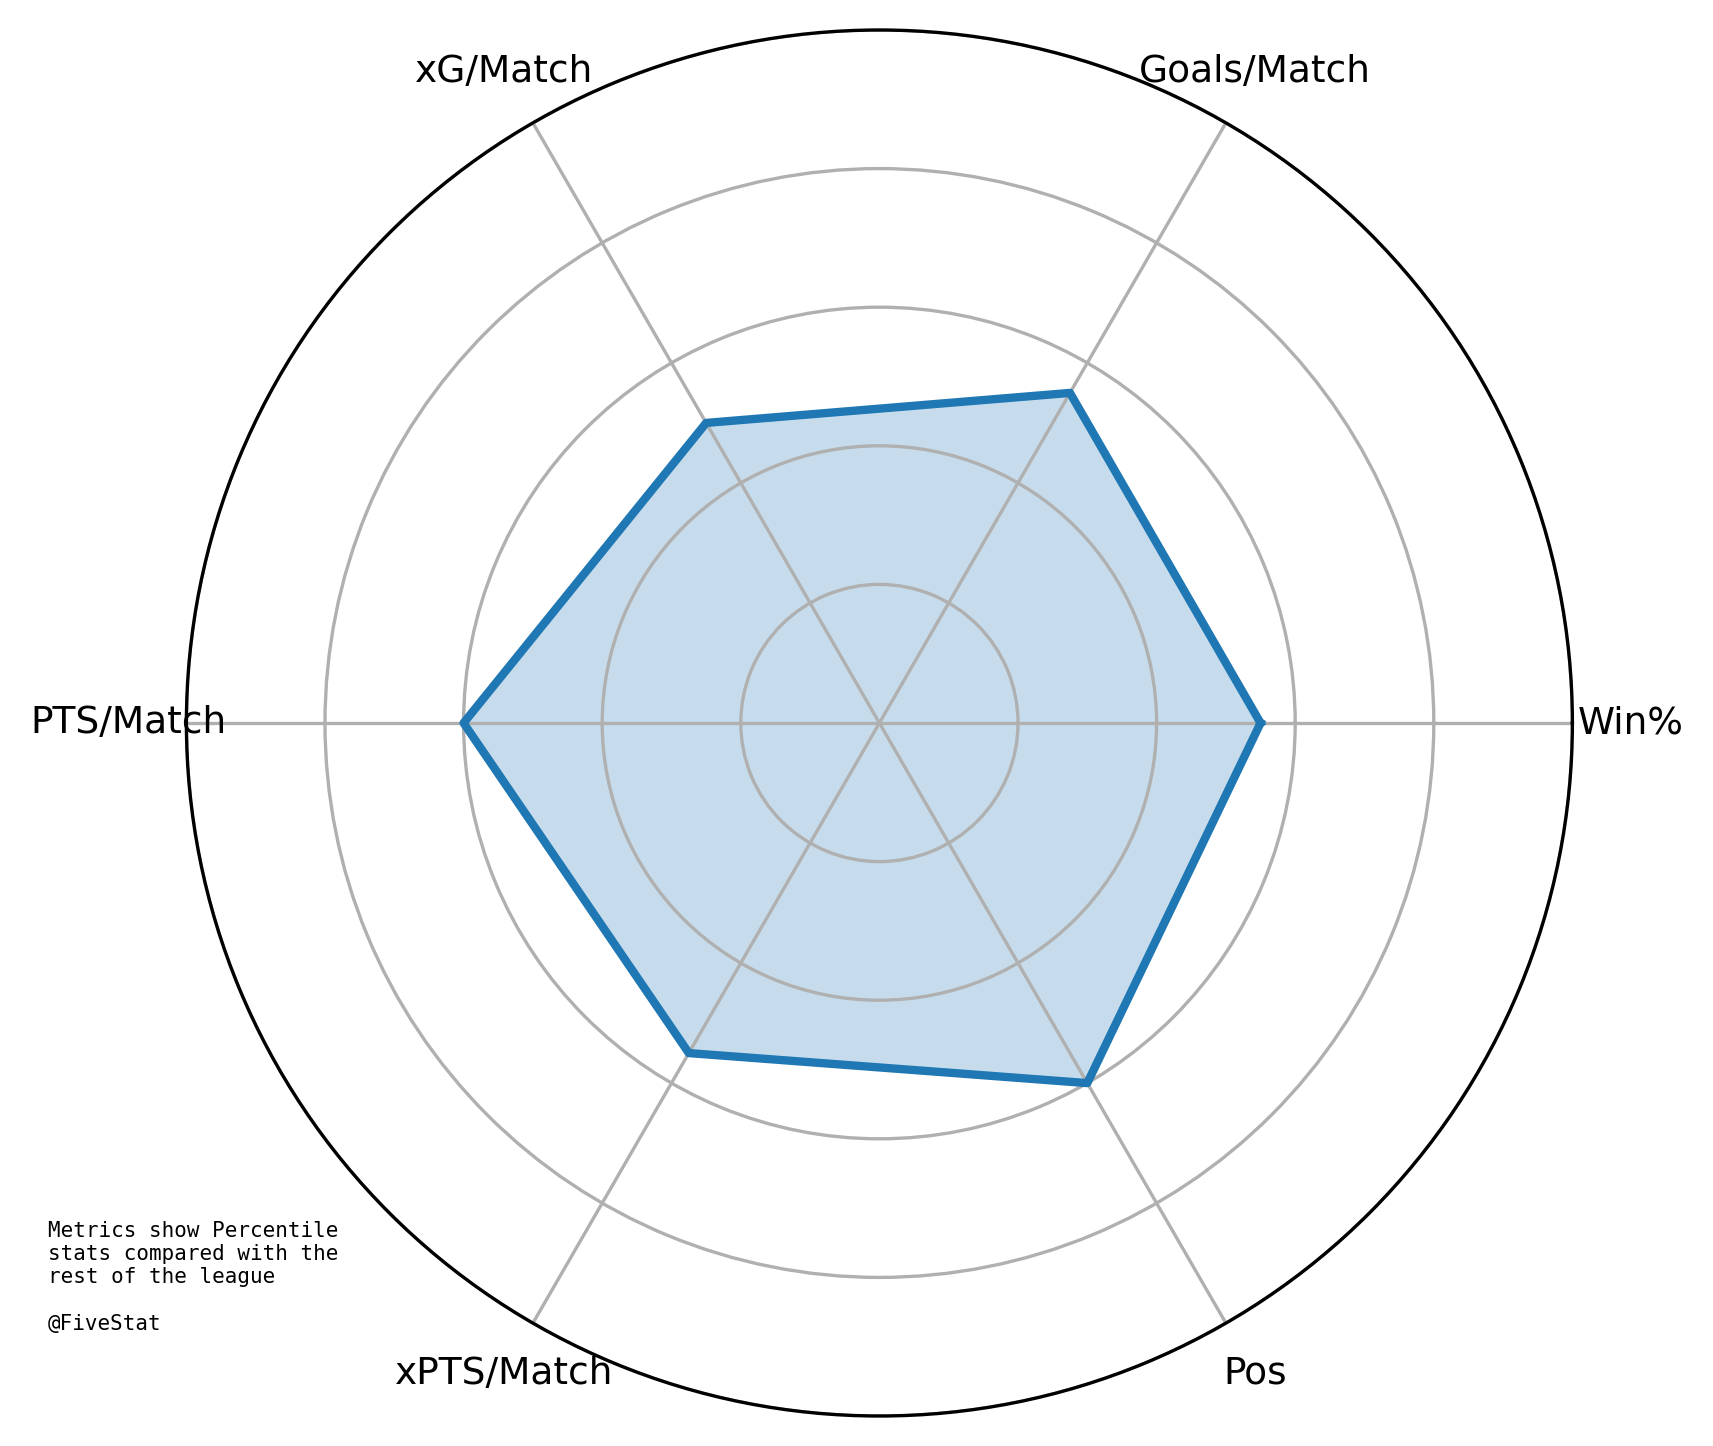 xG/Match
Goals/Match
PTS/Match
Win%
Metrics show Percentile
stats compared with the
rest of the league
@FiveStat
xPTS/Match
Pos